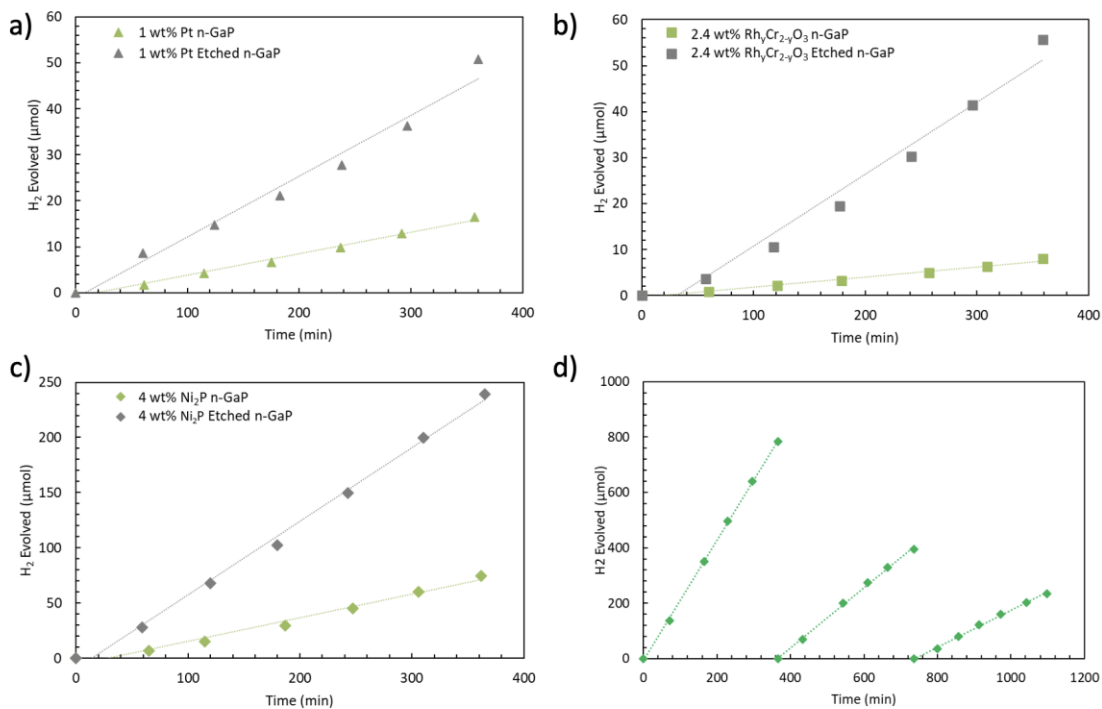 a)
1 wt% Pt n-GaP
1 wt% Pt Etched n-GaP
H₂ Evolved (µmol)
60
50
40
30
20
10
0
0 100 200 300 400
Time (min)
b)
2.4 wt% RhᵧCr₂₋ᵧO₃ n-GaP
2.4 wt% RhᵧCr₂₋ᵧO₃ Etched n-GaP
H₂ Evolved (µmol)
60
50
40
30
20
10
0
0 100 200 300 400
Time (min)
c)
4 wt% Ni₂P n-GaP
4 wt% Ni₂P Etched n-GaP
H₂ Evolved (µmol)
250
200
150
100
50
0
0 100 200 300 400
Time (min)
d)
H2 Evolved (µmol)
1000
800
600
400
200
0
0 200 400 600 800 1000 1200
Time (min)